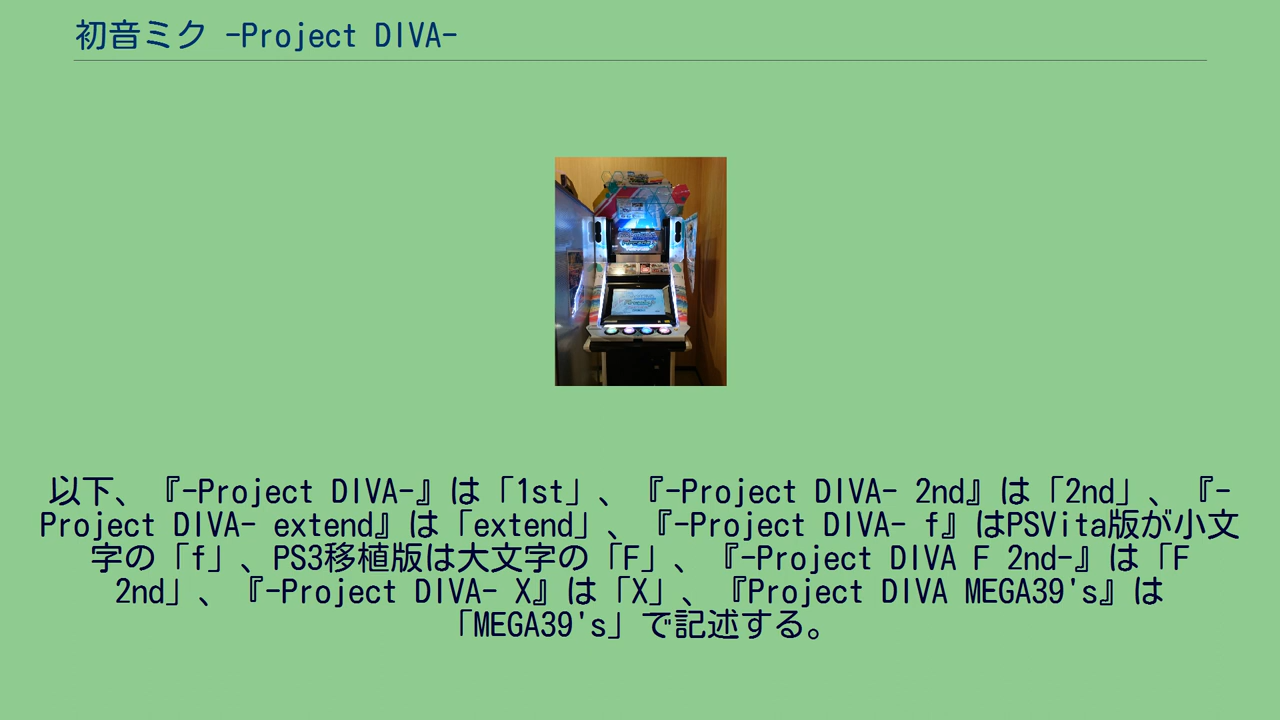 初音ミク -Project DIVA-
以下、『-Project DIVA-』は「1st」、『-Project DIVA- 2nd』は「2nd」、『-
Project DIVA- extend』は「extend」、『-Project DIVA- f』はPSVita版が小文
字の「f」、PS3移植版は大文字の「F」、『-Project DIVA F 2nd-』は「F
2nd」、『-Project DIVA- X』は「X」、『Project DIVA MEGA39's』は
「MEGA39's」で記述する。